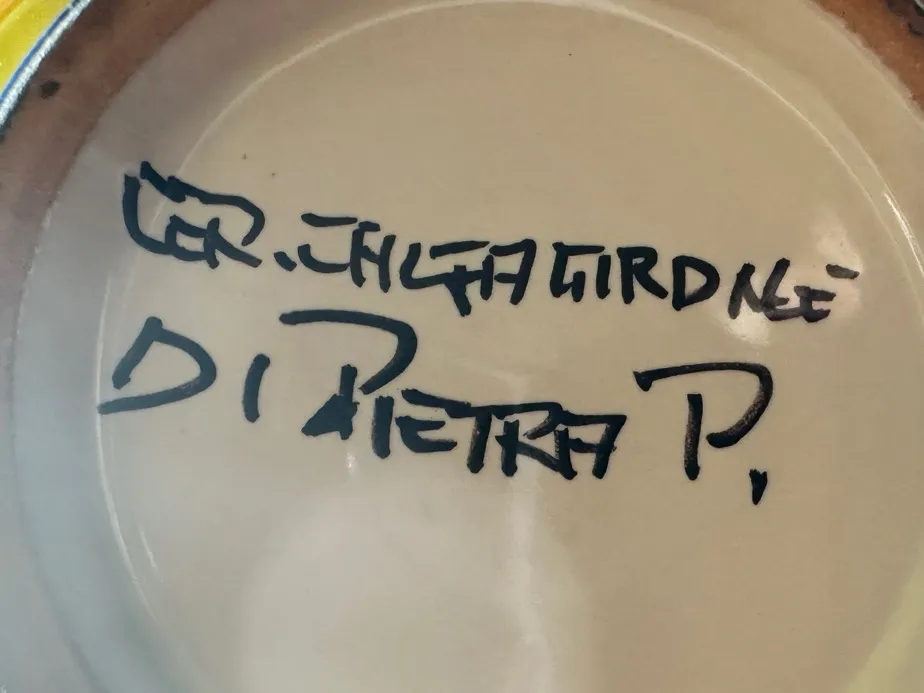 CER. CALTAGIRONE
DI PIETRA P.